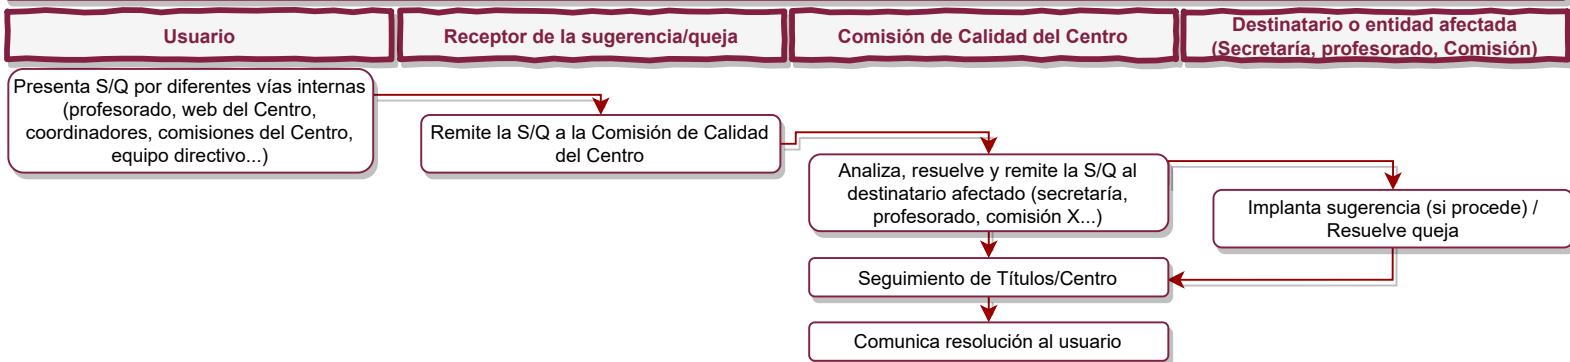 Usuario
Receptor de la sugerencia/queja
Comisión de Calidad del Centro
Destinatario o entidad afectada
(Secretaría, profesorado, Comisión)
Presenta S/Q por diferentes vías internas
(profesorado, web del Centro,
coordinadores, comisiones del Centro,
equipo directivo...)
Remite la S/Q a la Comisión de Calidad
del Centro
Analiza, resuelve y remite la S/Q al
destinatario afectado (secretaría,
profesorado, comisión X...)
Implanta sugerencia (si procede) /
Resuelve queja
Seguimiento de Títulos/Centro
Comunica resolución al usuario